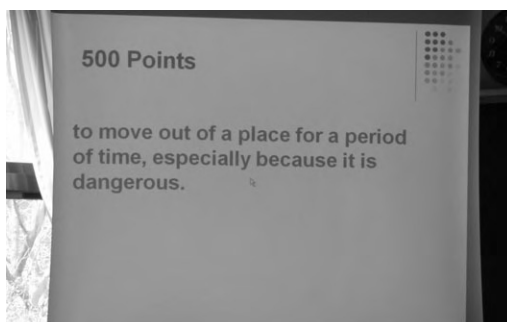 500 Points
to move out of a place for a period
of time, especially because it is
dangerous.